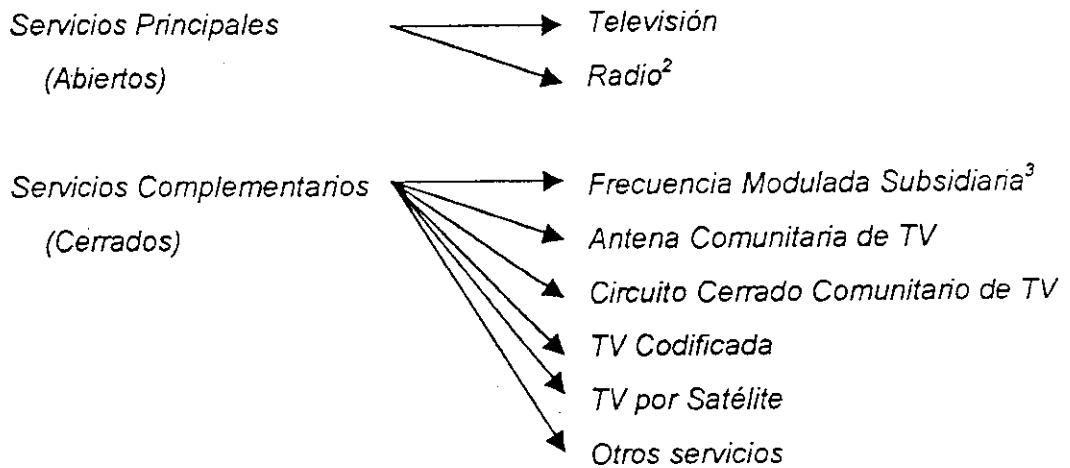 Servicios Principales
(Abiertos)
Televisión
Radio²
Servicios Complementarios
(Cerrados)
Frecuencia Modulada Subsidiaria³
Antena Comunitaria de TV
Circuito Cerrado Comunitario de TV
TV Codificada
TV por Satélite
Otros servicios